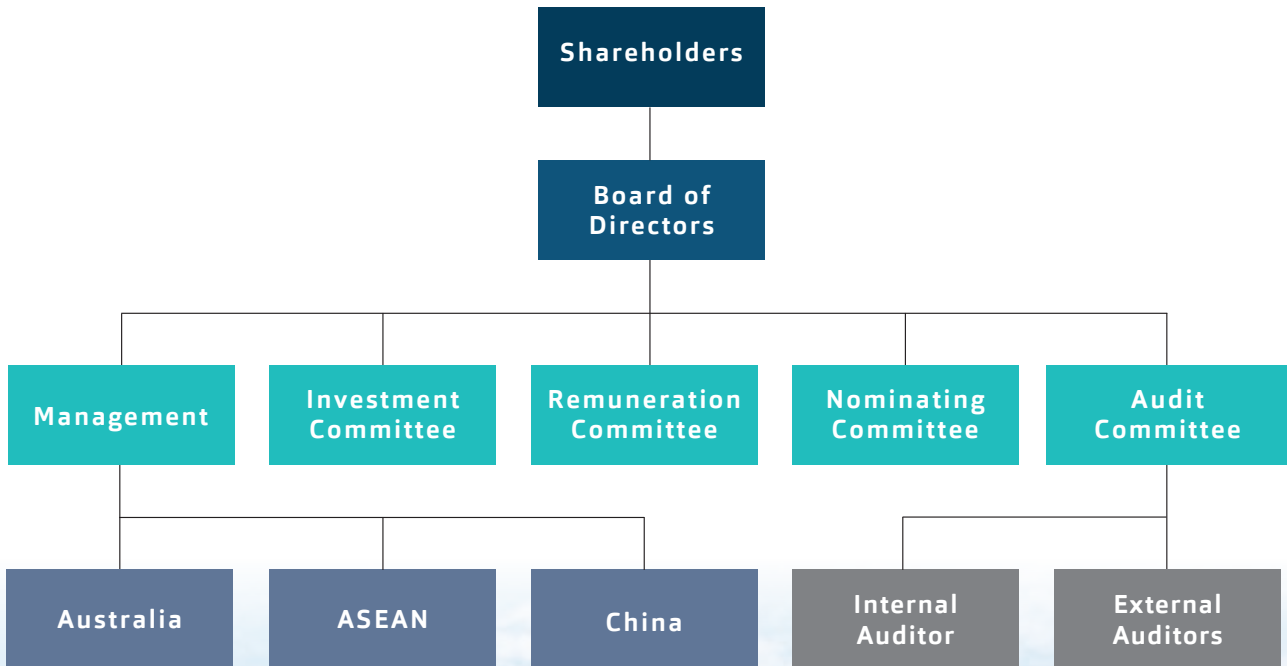 Shareholders
Board of
Directors
Management
Investment
Committee
Remuneration
Committee
Nominating
Committee
Audit
Committee
Australia
ASEAN
China
Internal
Auditor
External
Auditors